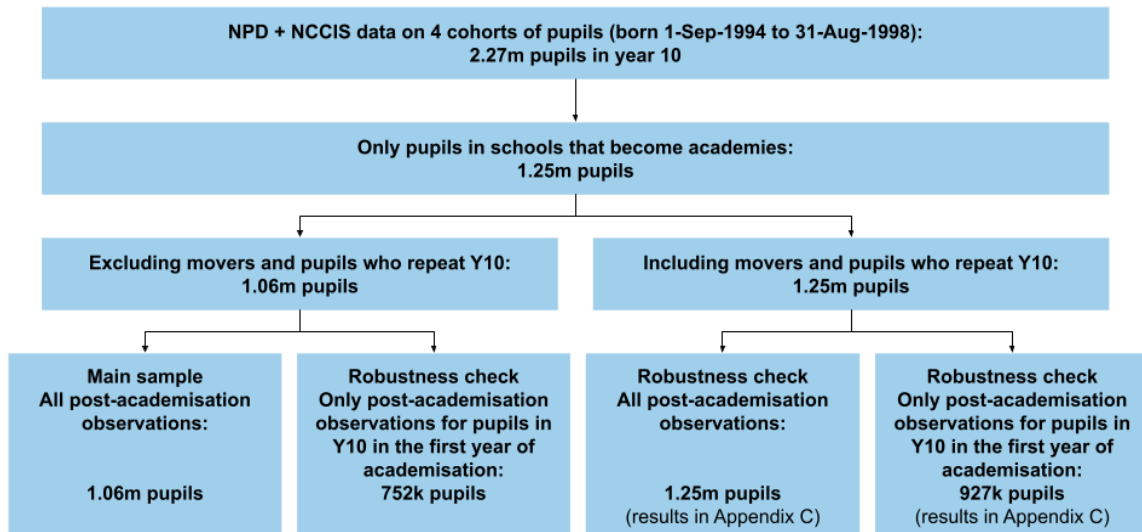 NPD + NCCIS data on 4 cohorts of pupils (born 1-Sep-1994 to 31-Aug-1998):
2.27m pupils in year 10
Only pupils in schools that become academies:
1.25m pupils
Excluding movers and pupils who repeat Y10:
1.06m pupils
Including movers and pupils who repeat Y10:
1.25m pupils
Main sample
All post-academisation
observations:
1.06m pupils
Robustness check
Only post-academisation
observations for pupils in
Y10 in the first year of
academisation:
752k pupils
Robustness check
All post-academisation
observations:
1.25m pupils
(results in Appendix C)
Robustness check
Only post-academisation
observations for pupils in
Y10 in the first year of
academisation:
927k pupils
(results in Appendix C)